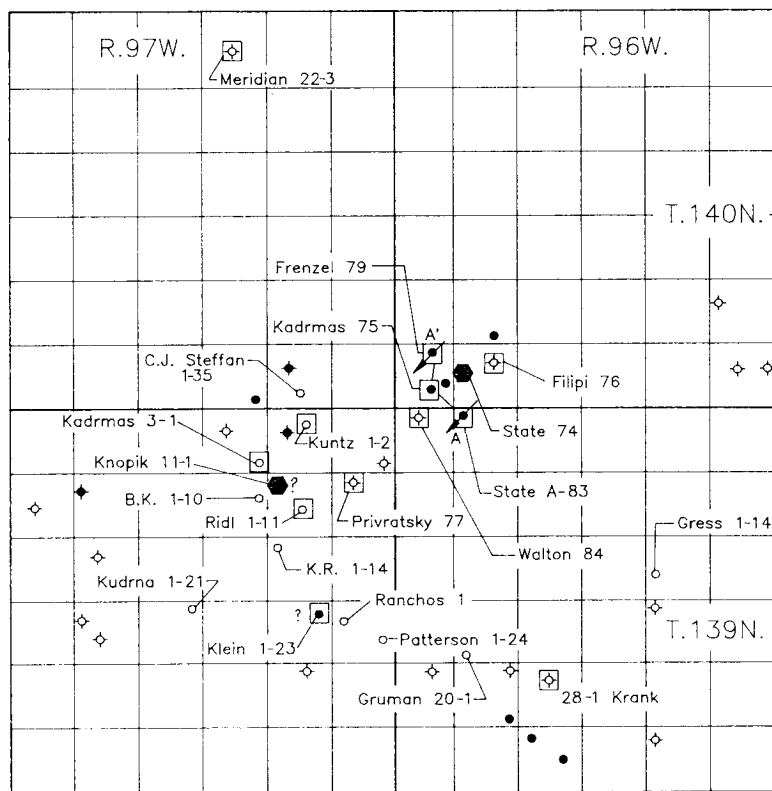 R.97W.
R.96W.
Meridian 22-3
T.140N.
Frenzel 79
Kadrmas 75
A'
C.J. Steffan
1-35
Filipi 76
Kadrmas 3-1
Kuntz 1-2
A
State 74
Knopik 11-1
?
State A-83
B.K. 1-10
Ridl 1-11
Privratsky 77
Gress 1-14
Walton 84
K.R. 1-14
Kudrna 1-21
Ranchos 1
?
T.139N.
Klein 1-23
Patterson 1-24
Gruman 20-1
28-1 Krank